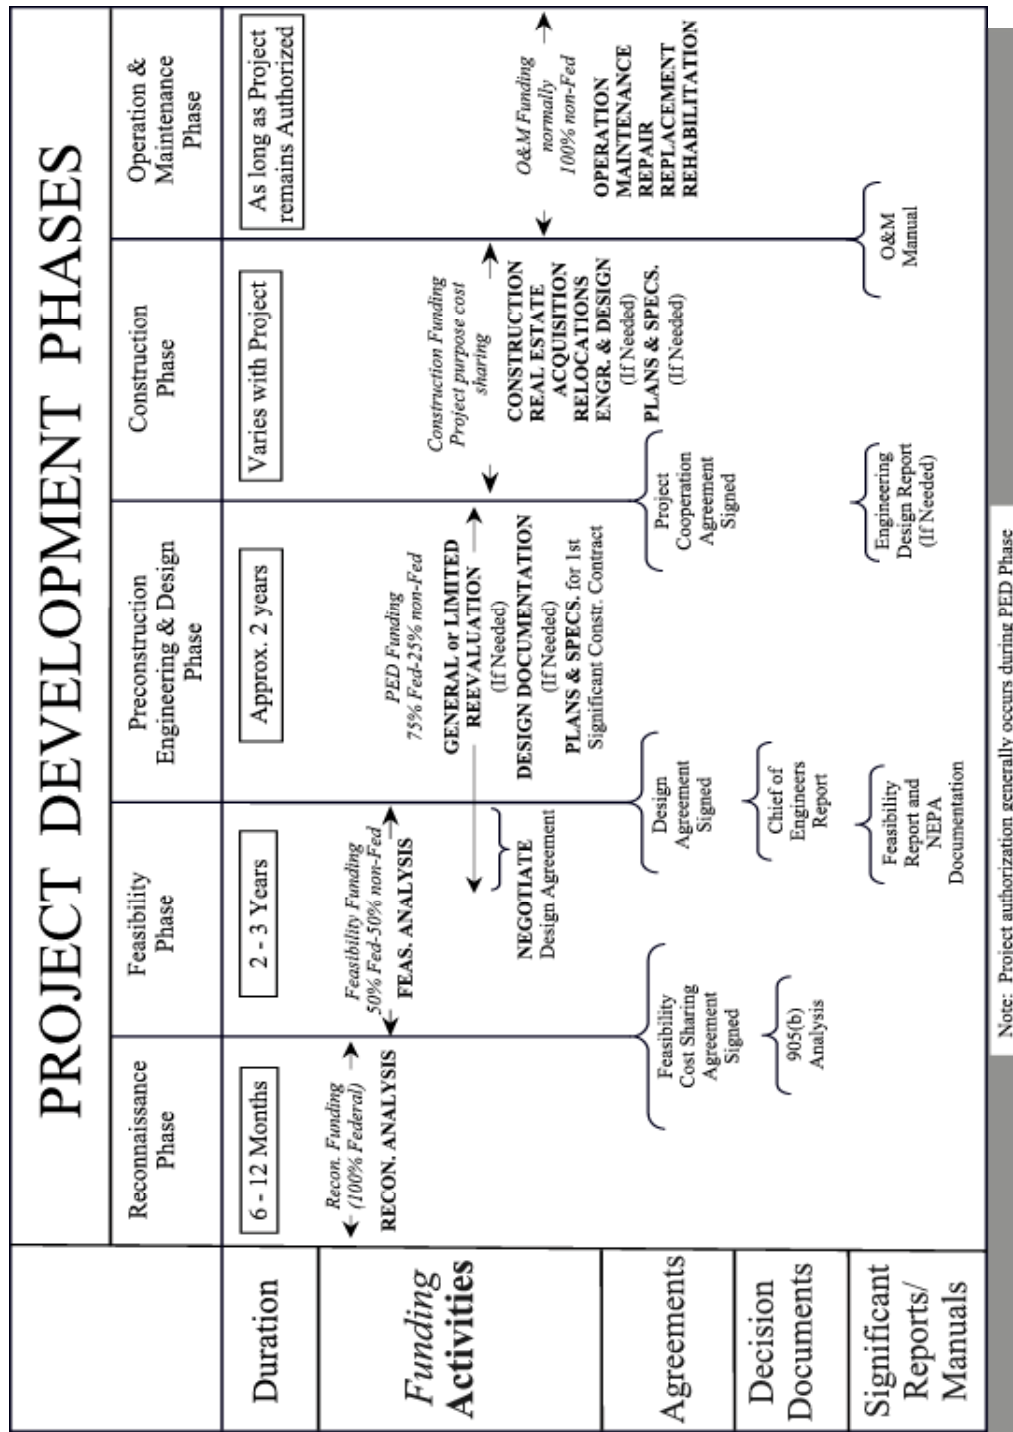 PROJECT DEVELOPMENT PHASES
Reconnaissance
Phase
Feasibility
Phase
Preconstruction
Engineering & Design
Phase
Construction
Phase
Operation &
Maintenance
Phase
Duration
6 - 12 Months
2 - 3 Years
Approx. 2 years
Varies with Project
As long as Project
remains Authorized
Funding
Activities
Recon. Funding
(100% Federal)
RECON. ANALYSIS
Feasibility Funding
50% Fed-50% non-Fed
FEAS. ANALYSIS
NEGOTIATE
Design Agreement
PED Funding
75% Fed-25% non-Fed
GENERAL or LIMITED
REEVALUATION
(If Needed)
DESIGN DOCUMENTATION
(If Needed)
PLANS & SPECS. for 1st
Significant Constr. Contract
Construction Funding
Project purpose cost
sharing
CONSTRUCTION
REAL ESTATE
ACQUISITION
RELOCATIONS
ENGR. & DESIGN
(If Needed)
PLANS & SPECS.
(If Needed)
O&M Funding
normally
100% non-Fed
OPERATION
MAINTENANCE
REPAIR
REPLACEMENT
REHABILITATION
Agreements
Feasibility
Cost Sharing
Agreement
Signed
Design
Agreement
Signed
Project
Cooperation
Agreement
Signed
Decision
Documents
905(b)
Analysis
Chief of
Engineers
Report
Significant
Reports/
Manuals
Feasibility
Report and
NEPA
Documentation
Engineering
Design Report
(If Needed)
O&M
Manual
Note: Project authorization generally occurs during PED Phase